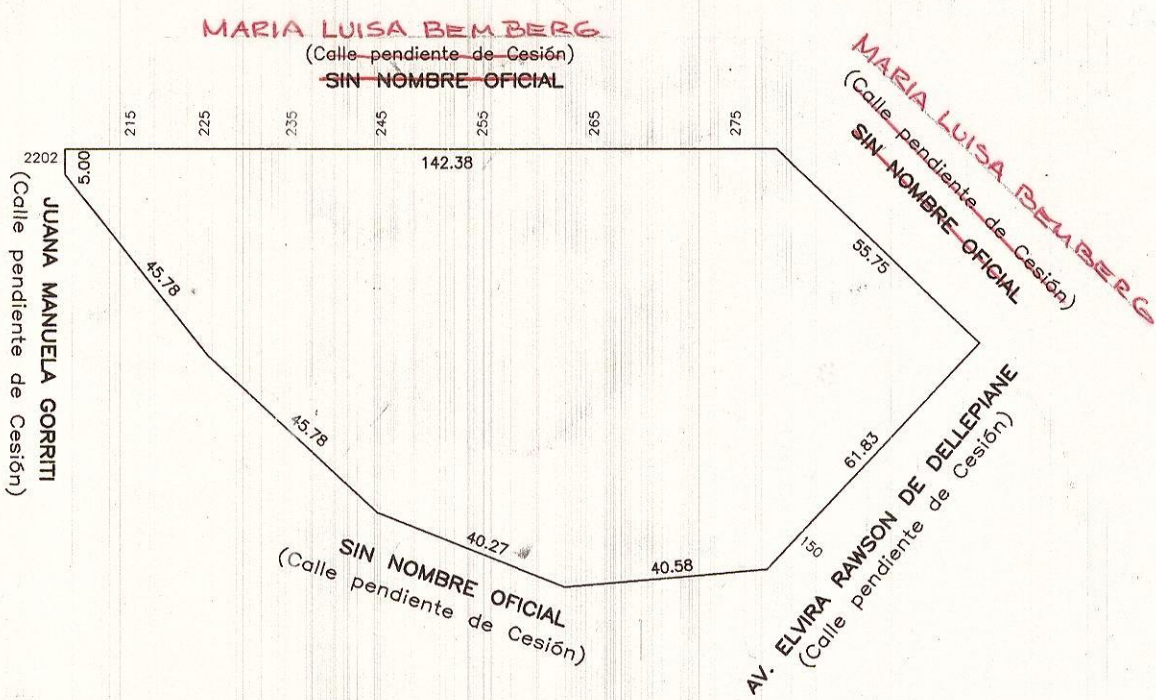 MARIA LUISA BEMBERG
(Calle pendiente de Cesión)
SIN NOMBRE OFICIAL
MARIA LUISA BEMBERG
(Calle pendiente de Cesión)
SIN NOMBRE OFICIAL
215
225
235
245
255
265
275
2202
5.00
142.38
55.75
JUANA MANUELA GORRITI
(Calle pendiente de Cesión)
45.78
45.78
61.83
AV. ELVIRA RAWSON DE DELLEPIANE
(Calle pendiente de Cesión)
150
40.27
40.58
SIN NOMBRE OFICIAL
(Calle pendiente de Cesión)